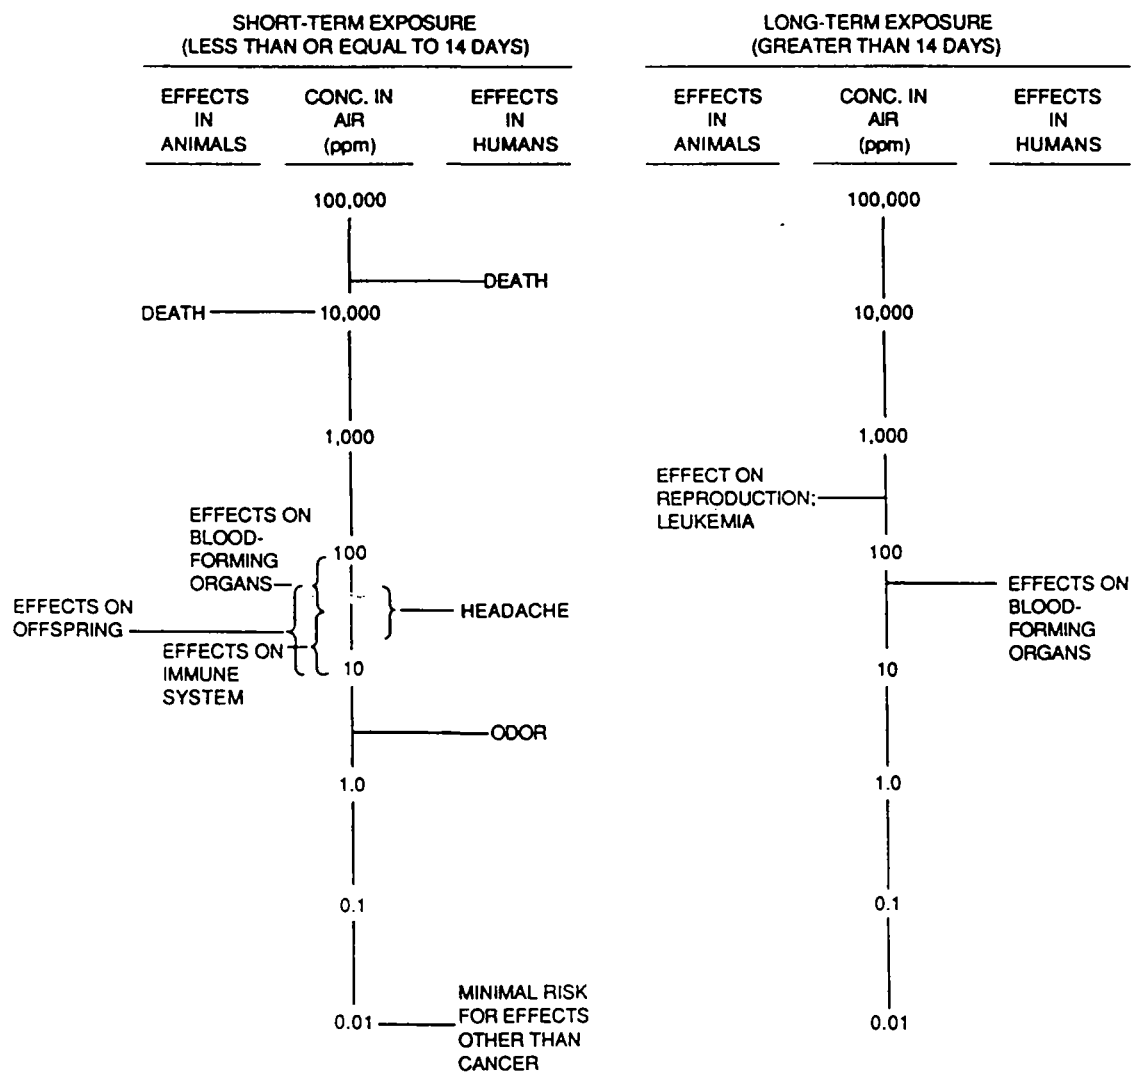 SHORT-TERM EXPOSURE
(LESS THAN OR EQUAL TO 14 DAYS)
EFFECTS
IN
ANIMALS
CONC. IN
AIR
(ppm)
EFFECTS
IN
HUMANS
100,000
DEATH
DEATH
10,000
1,000
EFFECTS ON
BLOOD-
FORMING
ORGANS
100
EFFECTS ON
OFFSPRING
HEADACHE
EFFECTS ON
IMMUNE
SYSTEM
10
ODOR
1.0
0.1
0.01
MINIMAL RISK
FOR EFFECTS
OTHER THAN
CANCER
LONG-TERM EXPOSURE
(GREATER THAN 14 DAYS)
EFFECTS
IN
ANIMALS
CONC. IN
AIR
(ppm)
EFFECTS
IN
HUMANS
100,000
10,000
1,000
EFFECT ON
REPRODUCTION;
LEUKEMIA
100
EFFECTS ON
BLOOD-
FORMING
ORGANS
10
1.0
0.1
0.01